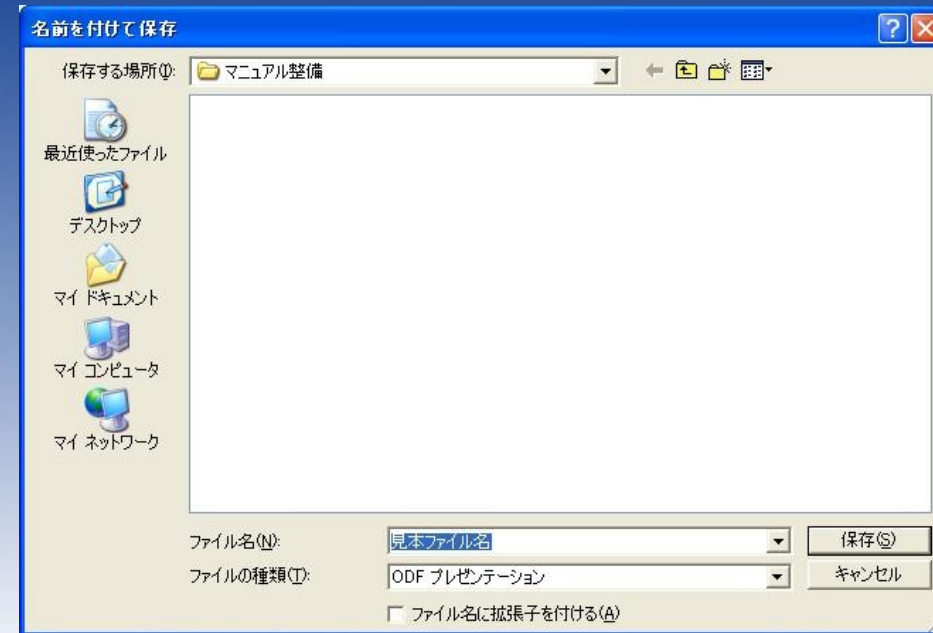 名前を付けて保存
保存する場所(I):
マニュアル整備
最近使ったファイル
デスクトップ
マイ ドキュメント
マイ コンピュータ
マイ ネットワーク
ファイル名(N):
見本ファイル名
保存(S)
ファイルの種類(T):
ODF プレゼンテーション
キャンセル
ファイル名に拡張子を付ける(A)